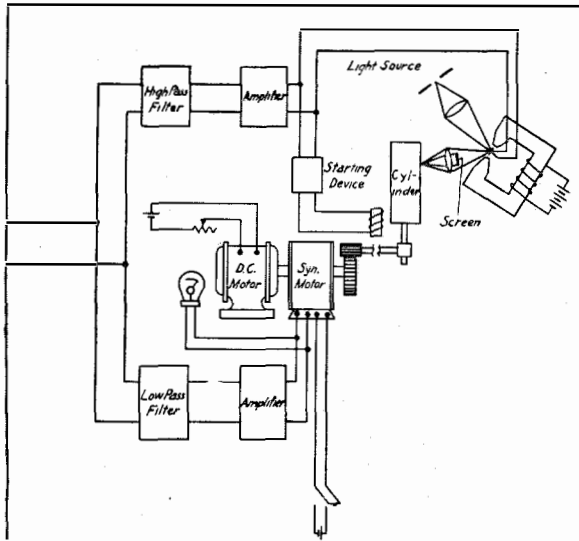 Light Source
High Pass
Filter
Amplifier
Starting
Device
Cyl-
inder
Screen
D.C.
Motor
Syn.
Motor
Low Pass
Filter
Amplifier